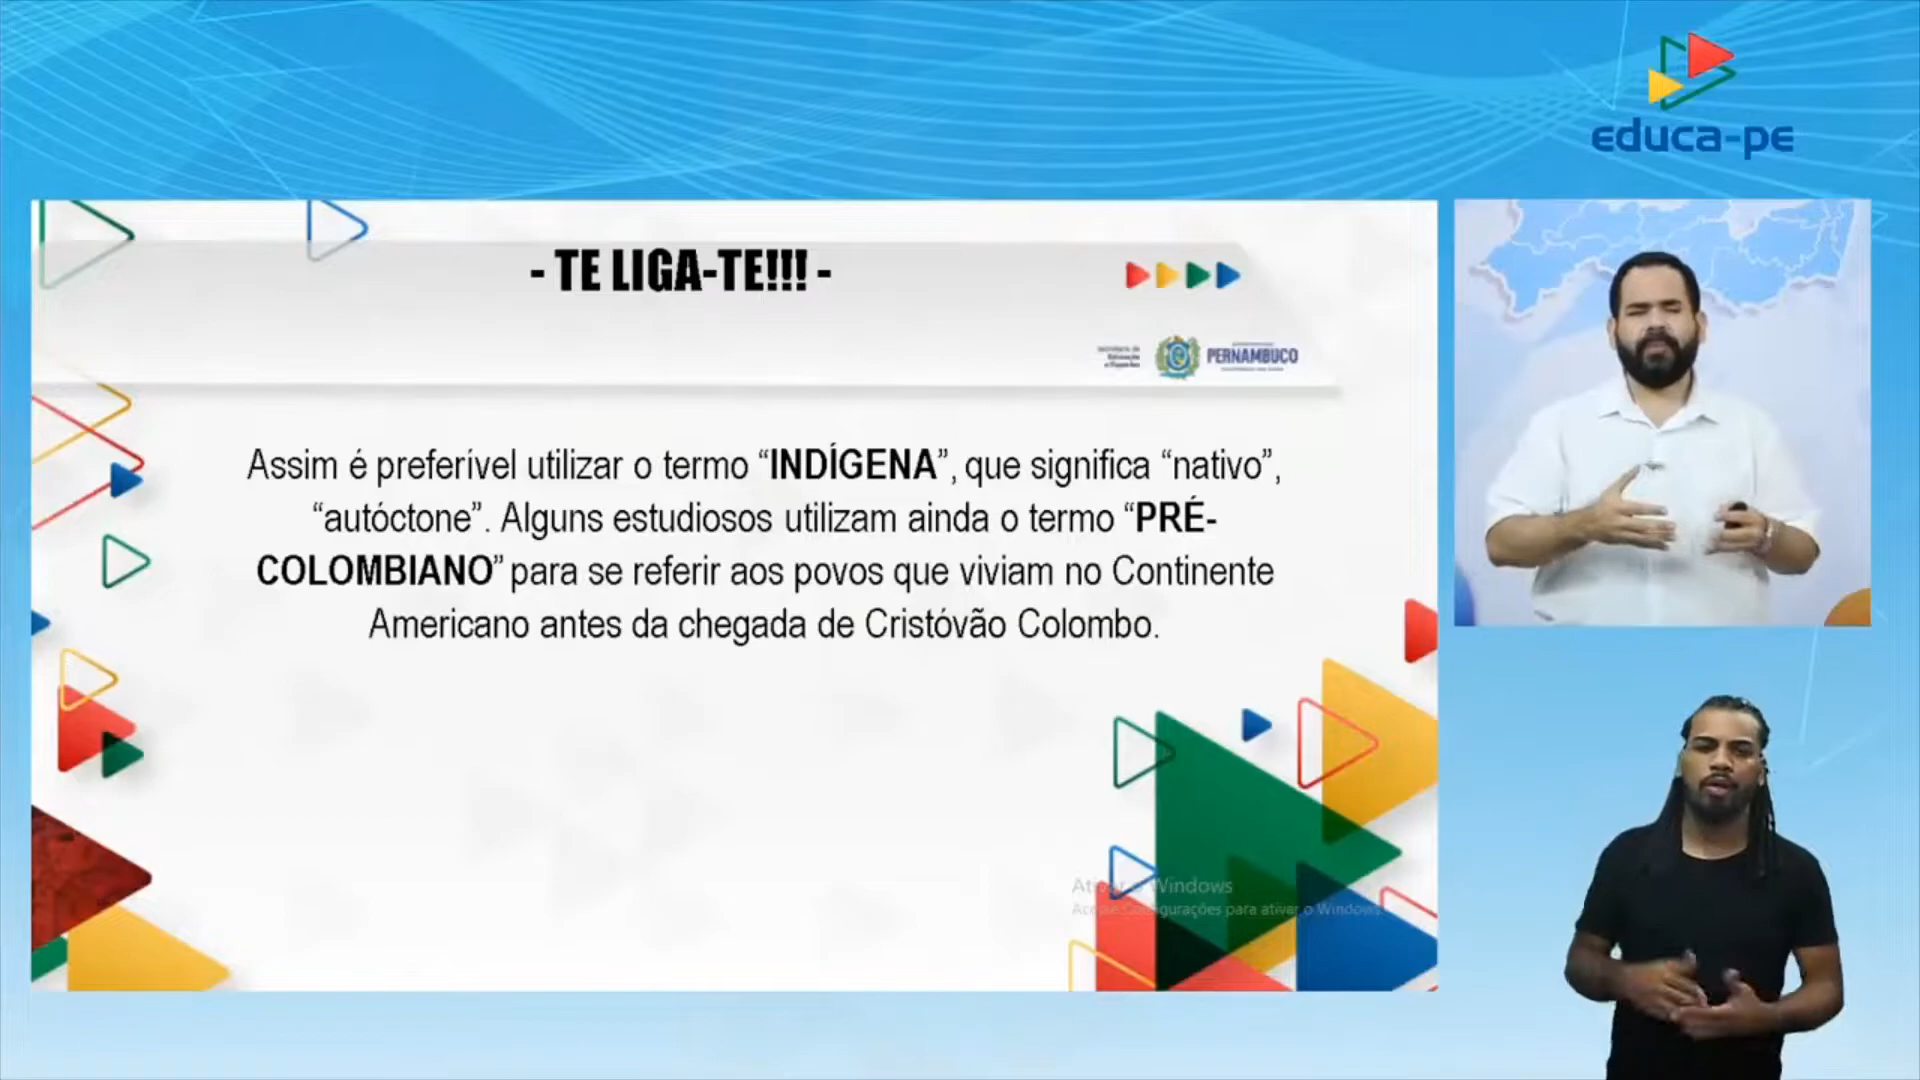 educa-pe
- TE LIGA-TE!!! -
PERNAMBUCO
Assim é preferível utilizar o termo “INDÍGENA”, que significa “nativo”,
“autóctone”. Alguns estudiosos utilizam ainda o termo “PRÉ-
COLOMBIANO” para se referir aos povos que viviam no Continente
Americano antes da chegada de Cristóvão Colombo.
Windows
para ativar o Windows.